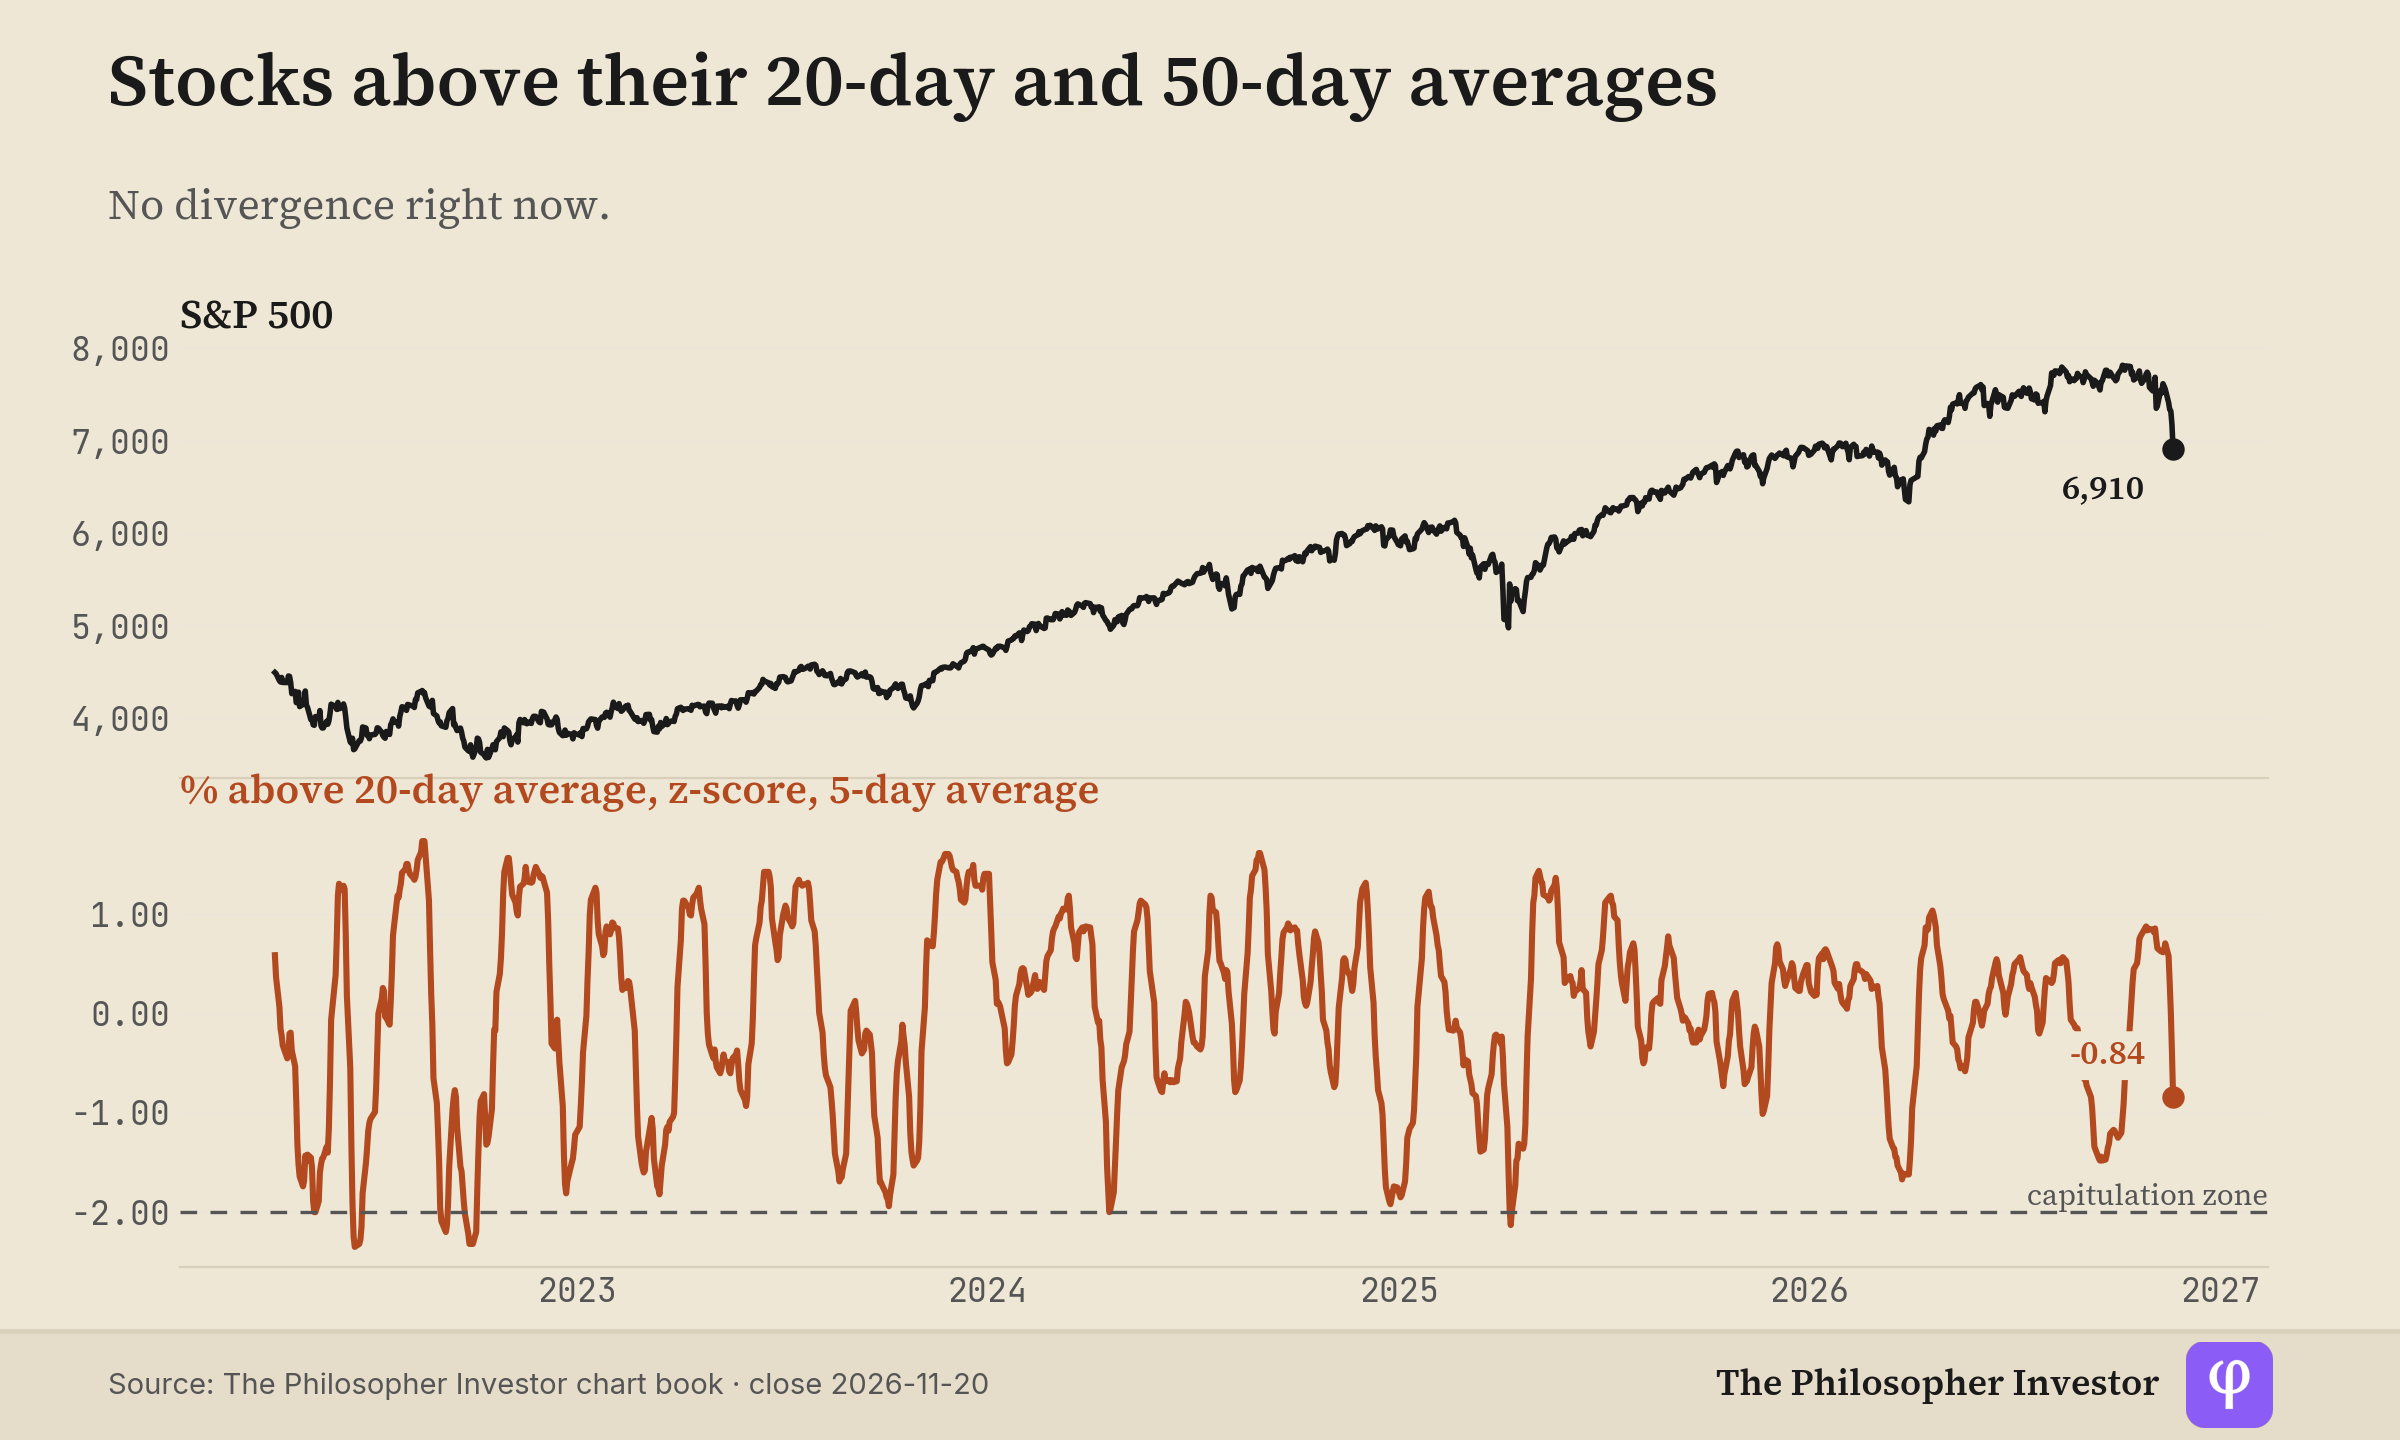 Stocks above their 20-day and 50-day averages
No divergence right now.
S&P 500
8,000
7,000
6,000
5,000
4,000
6,910
% above 20-day average, z-score, 5-day average
1.00
0.00
-1.00
-2.00
-0.84
capitulation zone
2023 2024 2025 2026 2027
Source: The Philosopher Investor chart book · close 2026-11-20
The Philosopher Investor φ